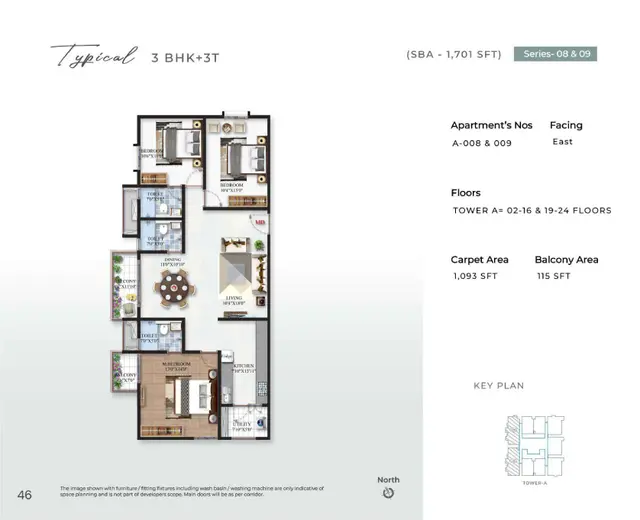 Typical 3 BHK+3T
(SBA - 1,701 SFT)
Series- 08 & 09
Apartment's Nos
Facing
A-008 & 009
East
Floors
TOWER A= 02-16 & 19-24 FLOORS
Carpet Area
Balcony Area
1,093 SFT
115 SFT
KEY PLAN
TOWER-A
BEDROOM
BEDROOM
TOILET
MD
TOILET
DINING
BALCONY
LIVING
TOILET
M.BEDROOM
KITCHEN
BALCONY
UTILITY
North
46
The image shown with furniture / fitting fixtures including wash basin / washing machine are only indicative of
space planning and is not part of developers scope. Main doors will be as per corridor.